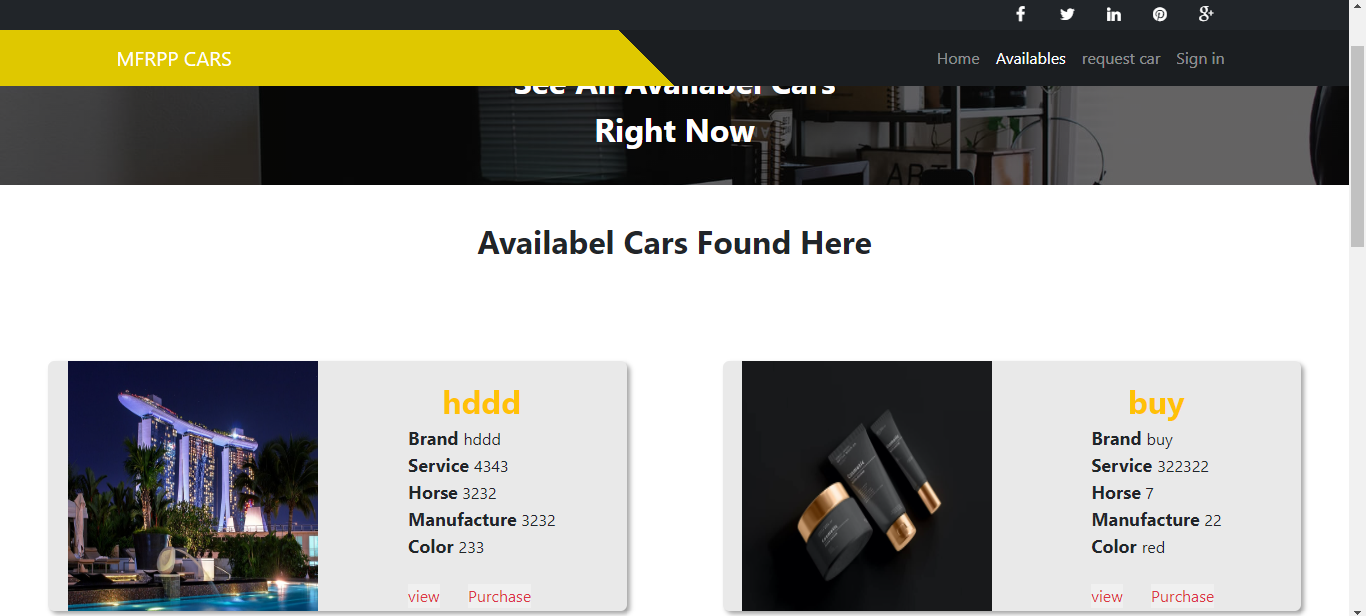 MFRPP CARS
Home Availables request car Sign in
See All Availabel Cars
Right Now
Availabel Cars Found Here
hddd
Brand hddd
Service 4343
Horse 3232
Manufacture 3232
Color 233
view Purchase
buy
Brand buy
Service 322322
Horse 7
Manufacture 22
Color red
view Purchase